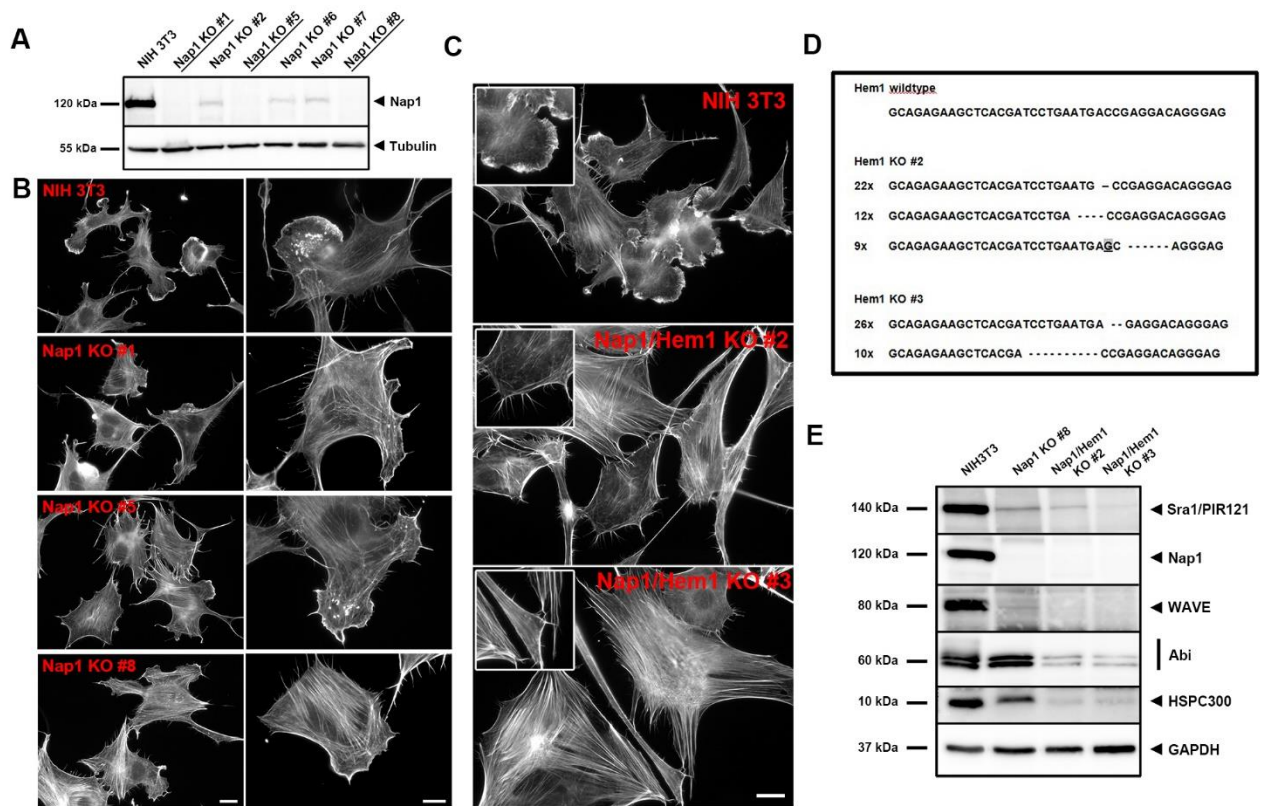 A
NIH 3T3
Nap1 KO #1
Nap1 KO #2
Nap1 KO #5
Nap1 KO #6
Nap1 KO #7
Nap1 KO #8
120 kDa
Nap1
55 kDa
Tubulin
B
NIH 3T3
Nap1 KO #1
Nap1 KO #5
Nap1 KO #8
C
NIH 3T3
Nap1/Hem1 KO #2
Nap1/Hem1 KO #3
D
Hem1 wildtype
GCAGAGAAGCTCACGATCCTGAATGACCGAGGACAGGGAG
Hem1 KO #2
22x GCAGAGAAGCTCACGATCCTGAATG - CCGAGGACAGGGAG
12x GCAGAGAAGCTCACGATCCTGA ---- CCGAGGACAGGGAG
9x GCAGAGAAGCTCACGATCCTGAATGAGC ------ AGGGAG
Hem1 KO #3
26x GCAGAGAAGCTCACGATCCTGAATGA -- GAGGACAGGGAG
10x GCAGAGAAGCTCACGA ---------- CCGAGGACAGGGAG
E
NIH3T3
Nap1 KO #8
Nap1/Hem1
KO #2
Nap1/Hem1
KO #3
140 kDa
Sra1/PIR121
120 kDa
Nap1
80 kDa
WAVE
60 kDa
Abi
10 kDa
HSPC300
37 kDa
GAPDH